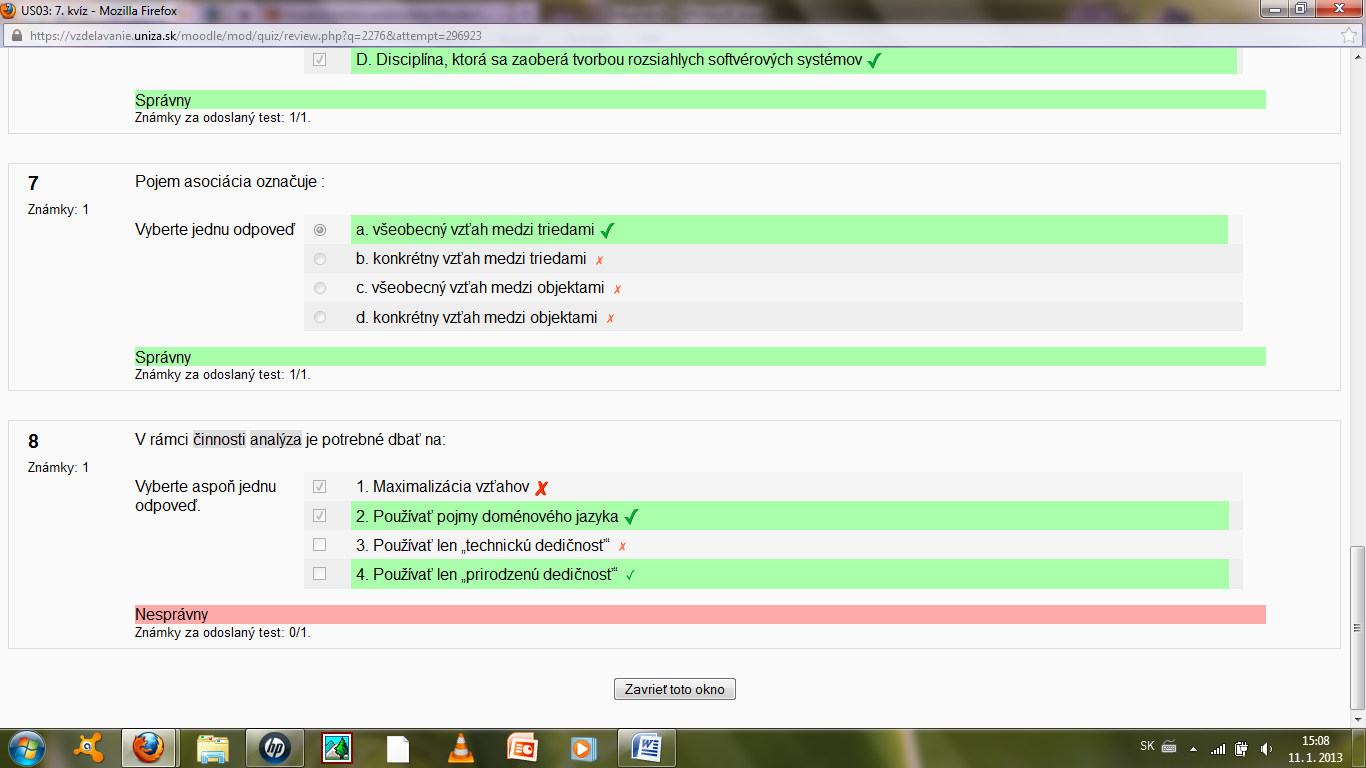 US03: 7. kvíz - Mozilla Firefox
https://vzdelavanie.uniza.sk/moodle/mod/quiz/review.php?q=2276&attempt=296923
D. Disciplína, ktorá sa zaoberá tvorbou rozsiahlych softvérových systémov
Správny
Známky za odoslaný test: 1/1.
7
Známky: 1
Pojem asociácia označuje :
Vyberte jednu odpoveď
a. všeobecný vzťah medzi triedami
b. konkrétny vzťah medzi triedami
c. všeobecný vzťah medzi objektami
d. konkrétny vzťah medzi objektami
Správny
Známky za odoslaný test: 1/1.
8
Známky: 1
V rámci činnosti analýza je potrebné dbať na:
Vyberte aspoň jednu
odpoveď.
1. Maximalizácia vzťahov
2. Používať pojmy doménového jazyka
3. Používať len „technickú dedičnosť“
4. Používať len „prirodzenú dedičnosť“
Nesprávny
Známky za odoslaný test: 0/1.
Zavrieť toto okno
SK
15:08
11. 1. 2013